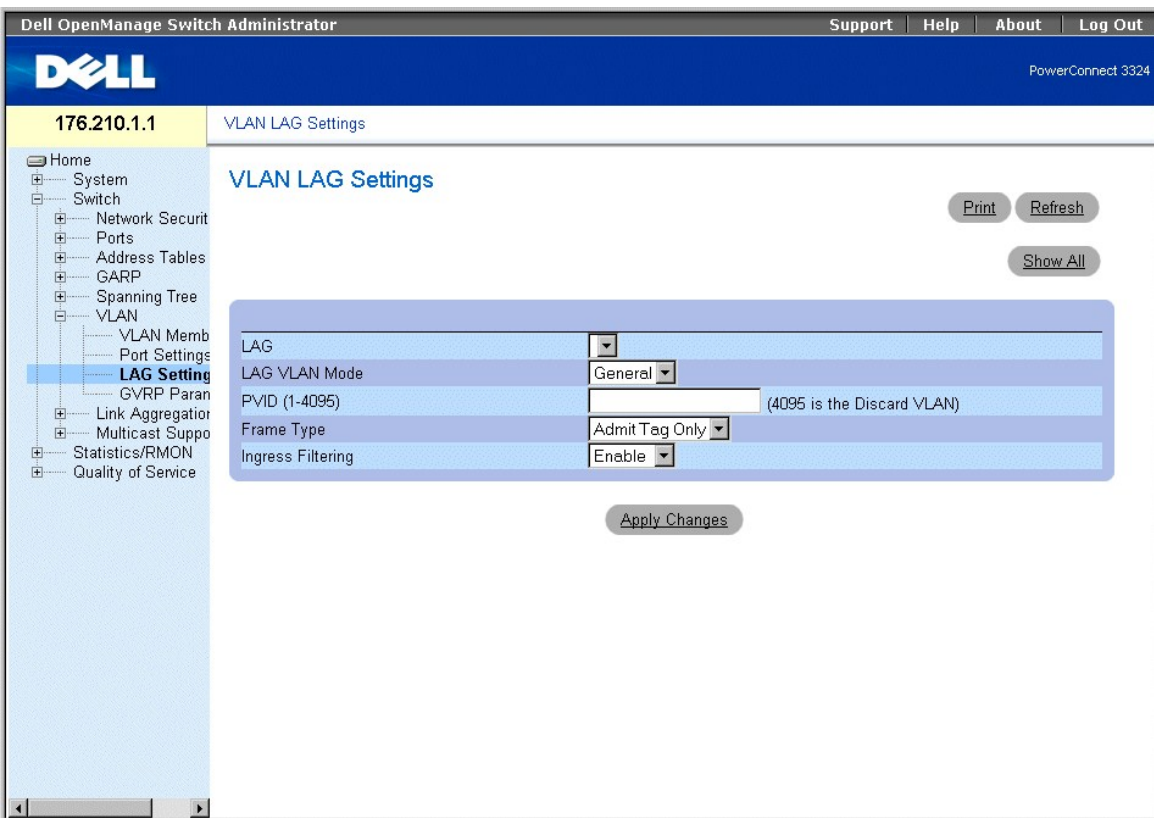 Dell OpenManage Switch Administrator
Support | Help | About | Log Out
DELL
PowerConnect 3324
176.210.1.1
VLAN LAG Settings
Home
System
Switch
Network Securit
Ports
Address Tables
GARP
Spanning Tree
VLAN
VLAN Memb
Port Settings
LAG Setting
GVRP Paran
Link Aggregation
Multicast Suppo
Statistics/RMON
Quality of Service
VLAN LAG Settings
Print
Refresh
Show All
LAG
LAG VLAN Mode General
PVID (1-4095) (4095 is the Discard VLAN)
Frame Type Admit Tag Only
Ingress Filtering Enable
Apply Changes